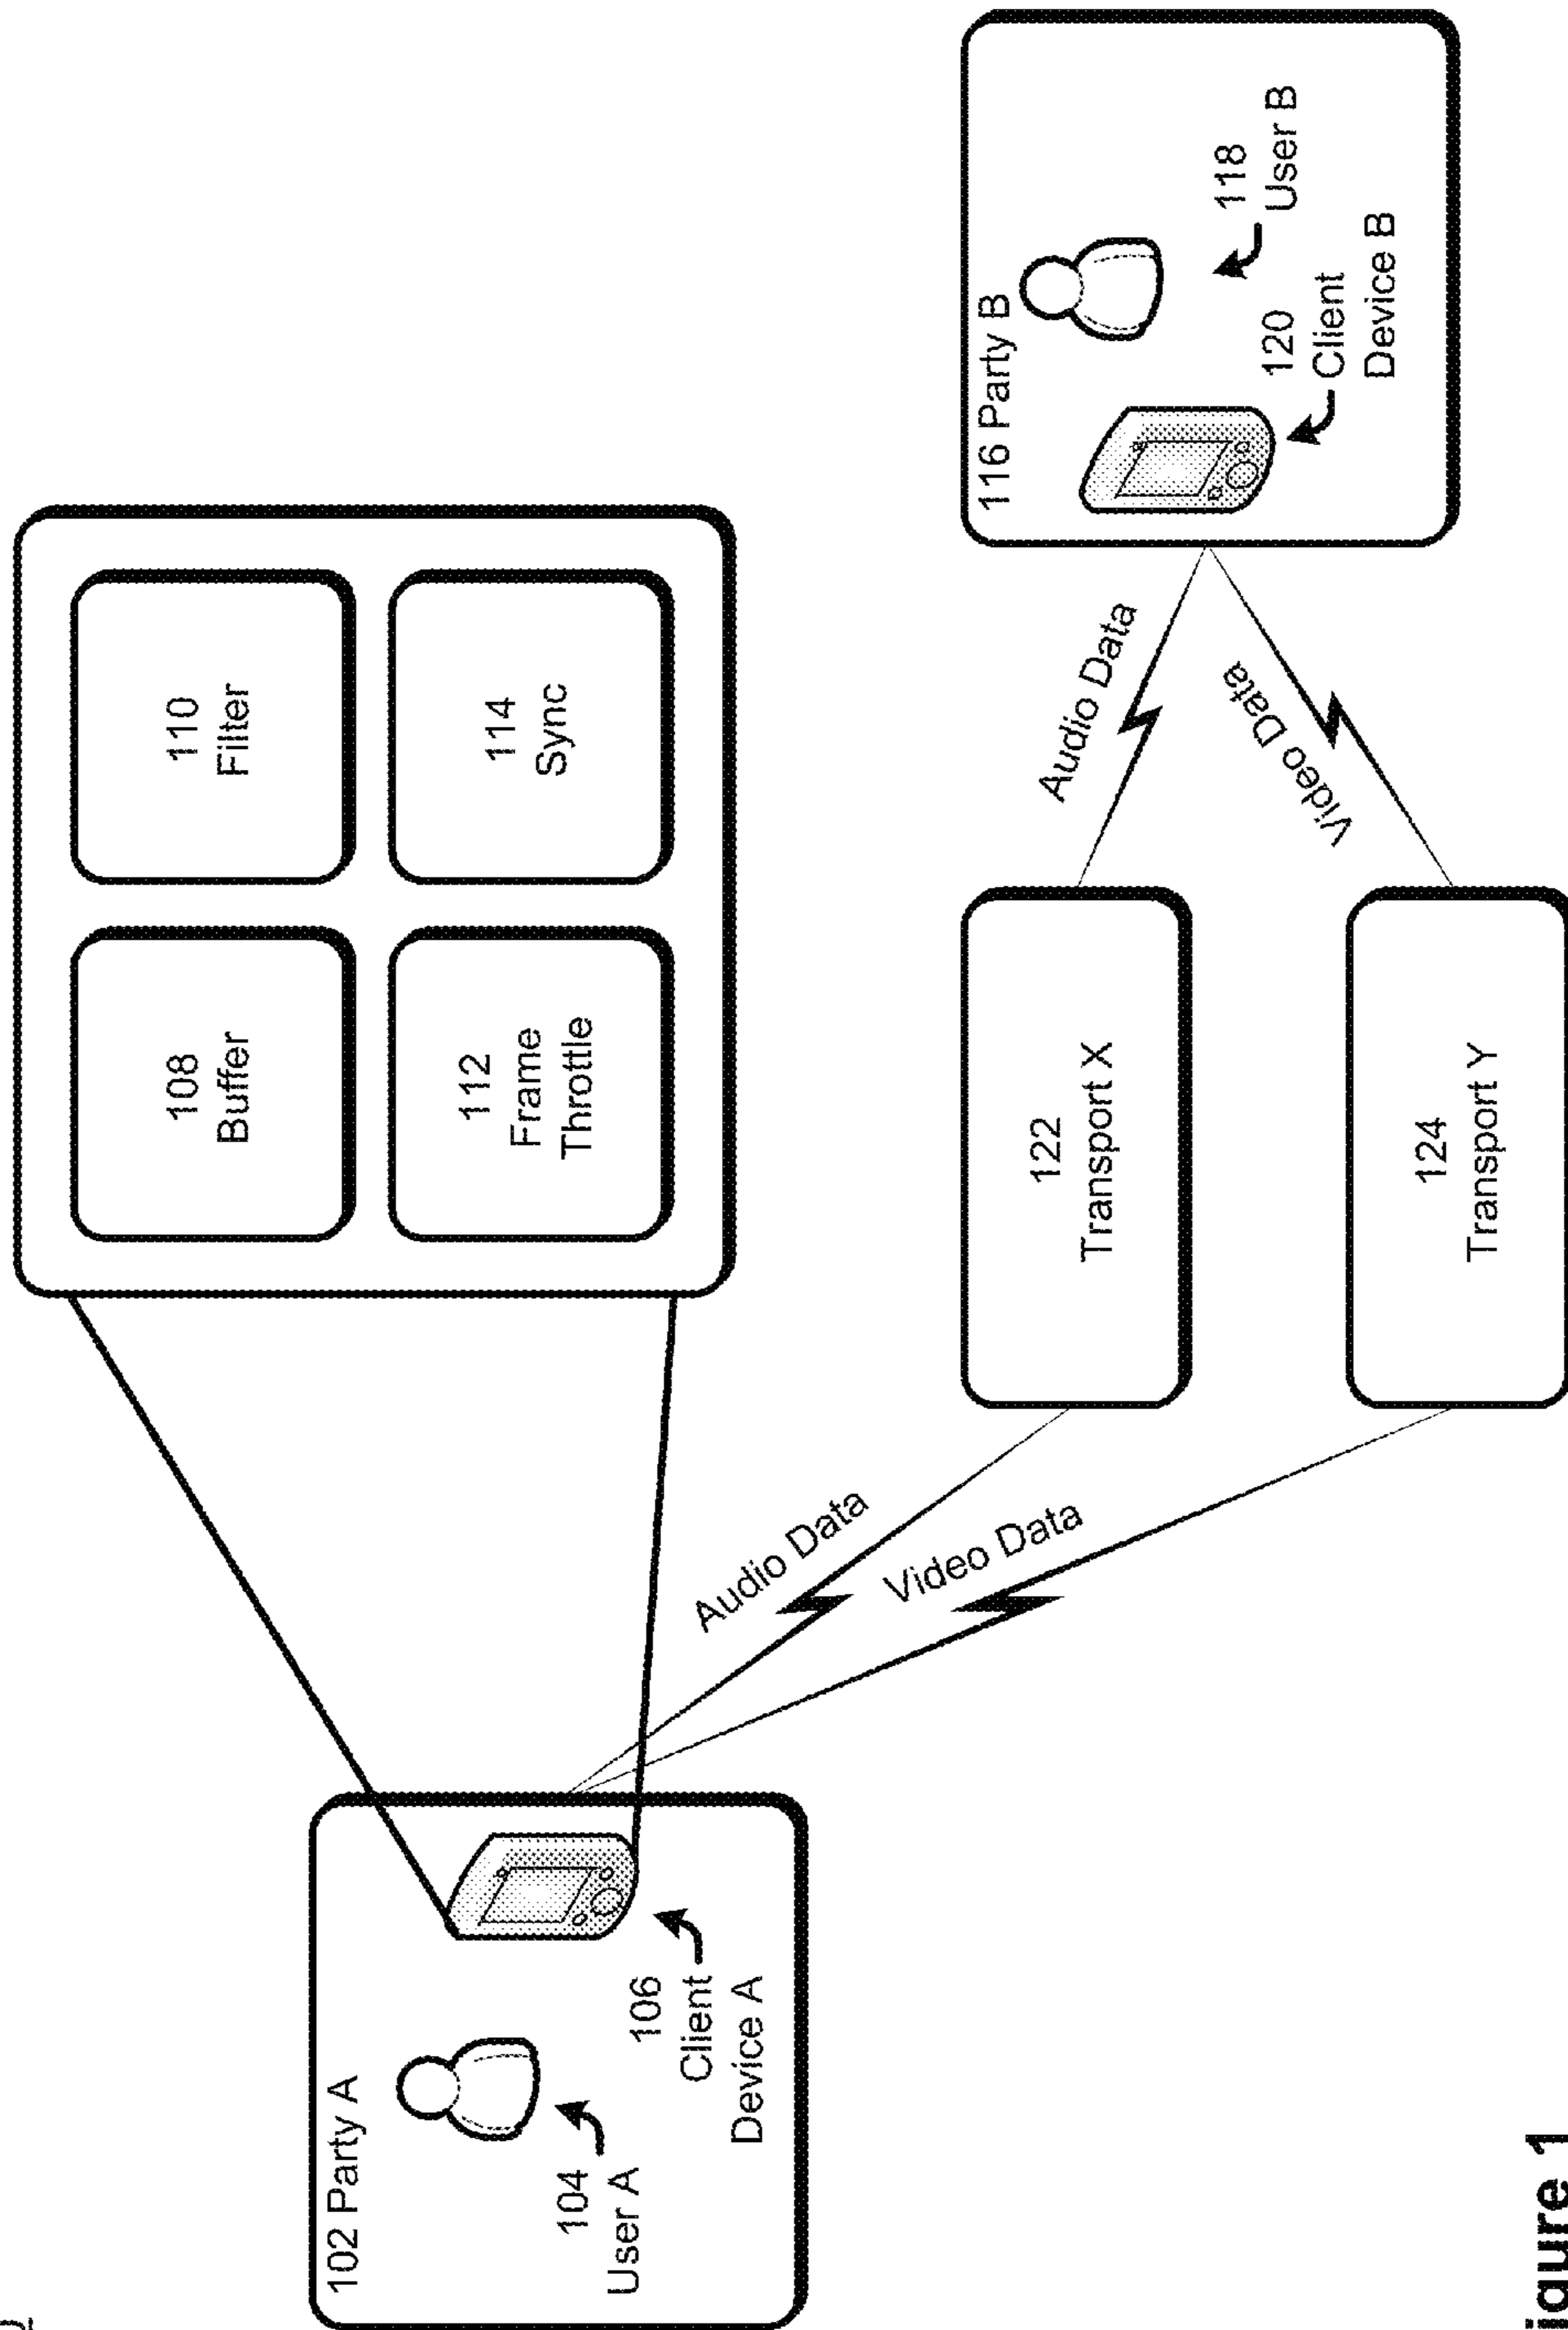 102 Party A
104
User A
106
Client
Device A
108
Buffer
110
Filter
112
Frame
Throttle
114
Sync
Audio Data
Video Data
122
Transport X
124
Transport Y
Audio Data
Video Data
116 Party B
118
User B
120
Client
Device B
igure 1